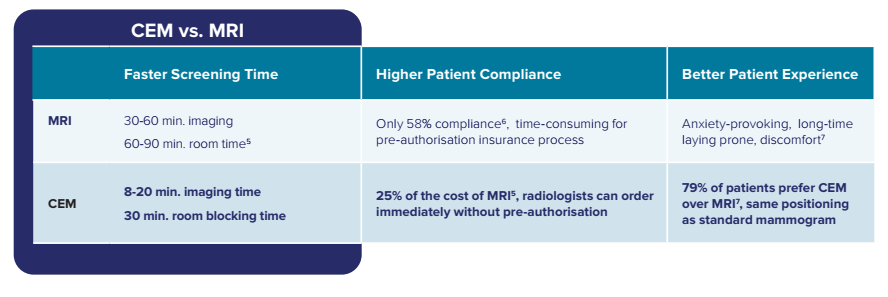 CEM vs. MRI
Faster Screening Time
Higher Patient Compliance
Better Patient Experience
MRI
30-60 min. imaging
60-90 min. room time⁵
Only 58% compliance⁶, time-consuming for
pre-authorisation insurance process
Anxiety-provoking, long-time
laying prone, discomfort⁷
CEM
8-20 min. imaging time
30 min. room blocking time
25% of the cost of MRI⁵, radiologists can order
immediately without pre-authorisation
79% of patients prefer CEM
over MRI⁷, same positioning
as standard mammogram